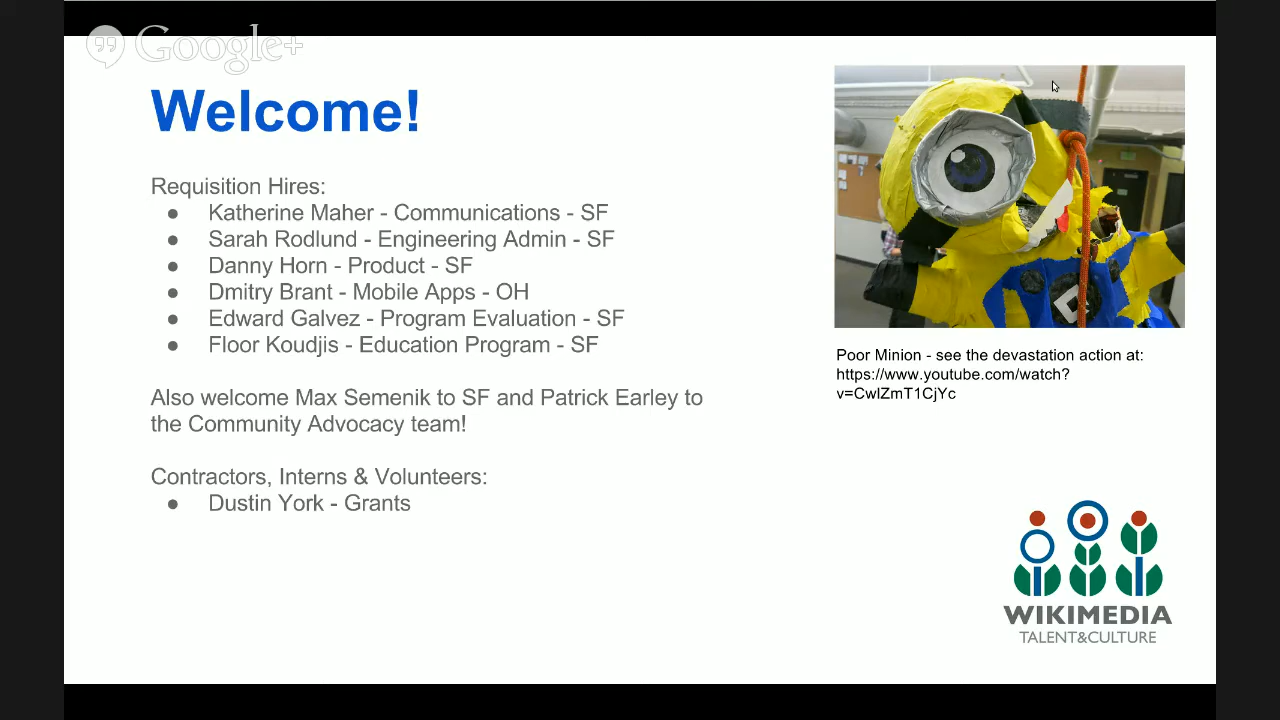 Google+
Welcome!
Requisition Hires:
● Katherine Maher - Communications - SF
● Sarah Rodlund - Engineering Admin - SF
● Danny Horn - Product - SF
● Dmitry Brant - Mobile Apps - OH
● Edward Galvez - Program Evaluation - SF
● Floor Koudjis - Education Program - SF
Also welcome Max Semenik to SF and Patrick Earley to
the Community Advocacy team!
Contractors, Interns & Volunteers:
● Dustin York - Grants
Poor Minion - see the devastation action at:
https://www.youtube.com/watch?
v=CwlZmT1CjYc
WIKIMEDIA
TALENT&CULTURE